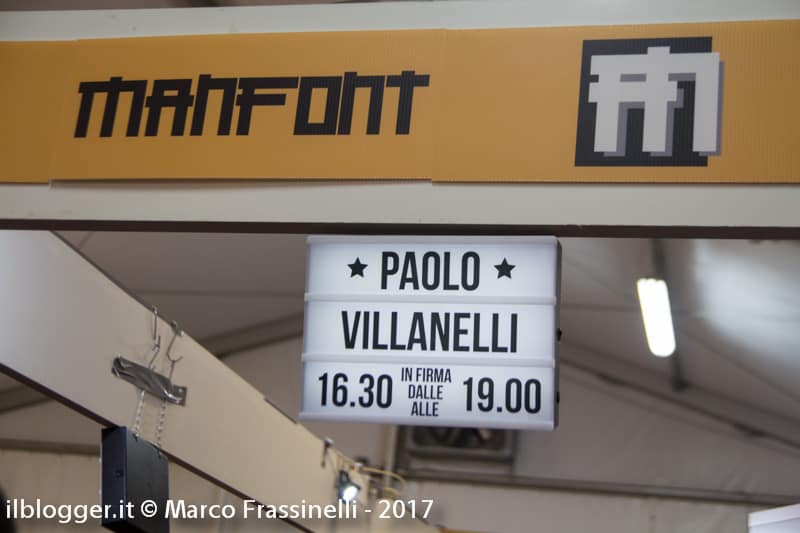 MANFONT
★ PAOLO ★
VILLANELLI
16.30 IN FIRMA DALLE ALLE 19.00
ilblogger.it © Marco Frassinelli - 2017